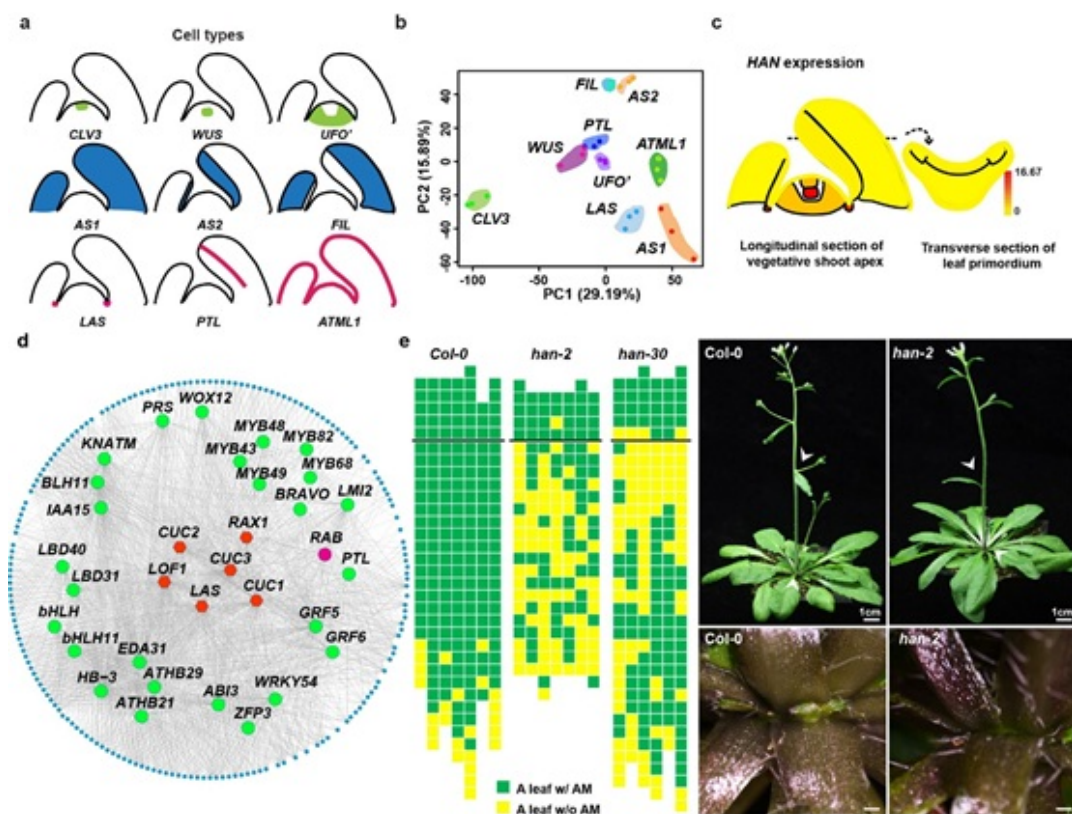 a
Cell types
CLV3
WUS
UFO'
AS1
AS2
FIL
LAS
PTL
ATML1
b
PC2 (15.89%)
40
20
0
-20
-40
-60
FIL
AS2
PTL
WUS
ATML1
UFO'
CLV3
LAS
AS1
-100
-50
0
50
PC1 (29.19%)
c
HAN expression
16.67
0
Longitudinal section of
vegetative shoot apex
Transverse section of
leaf primordium
d
WOX12
PRS
MYB48
MYB82
KNATM
MYB43
MYB68
MYB49
BLH11
BRAVO
LMI2
IAA15
RAX1
CUC2
RAB
CUC3
PTL
LBD40
LOF1
LBD31
LAS
CUC1
bHLH
GRF5
bHLH11
GRF6
EDA31
HB-3
ATHB29
WRKY54
ABI3
ATHB21
ZFP3
e
Col-0
han-2
han-30
A leaf w/ AM
A leaf w/o AM
Col-0
1cm
han-2
1cm
Col-0
han-2